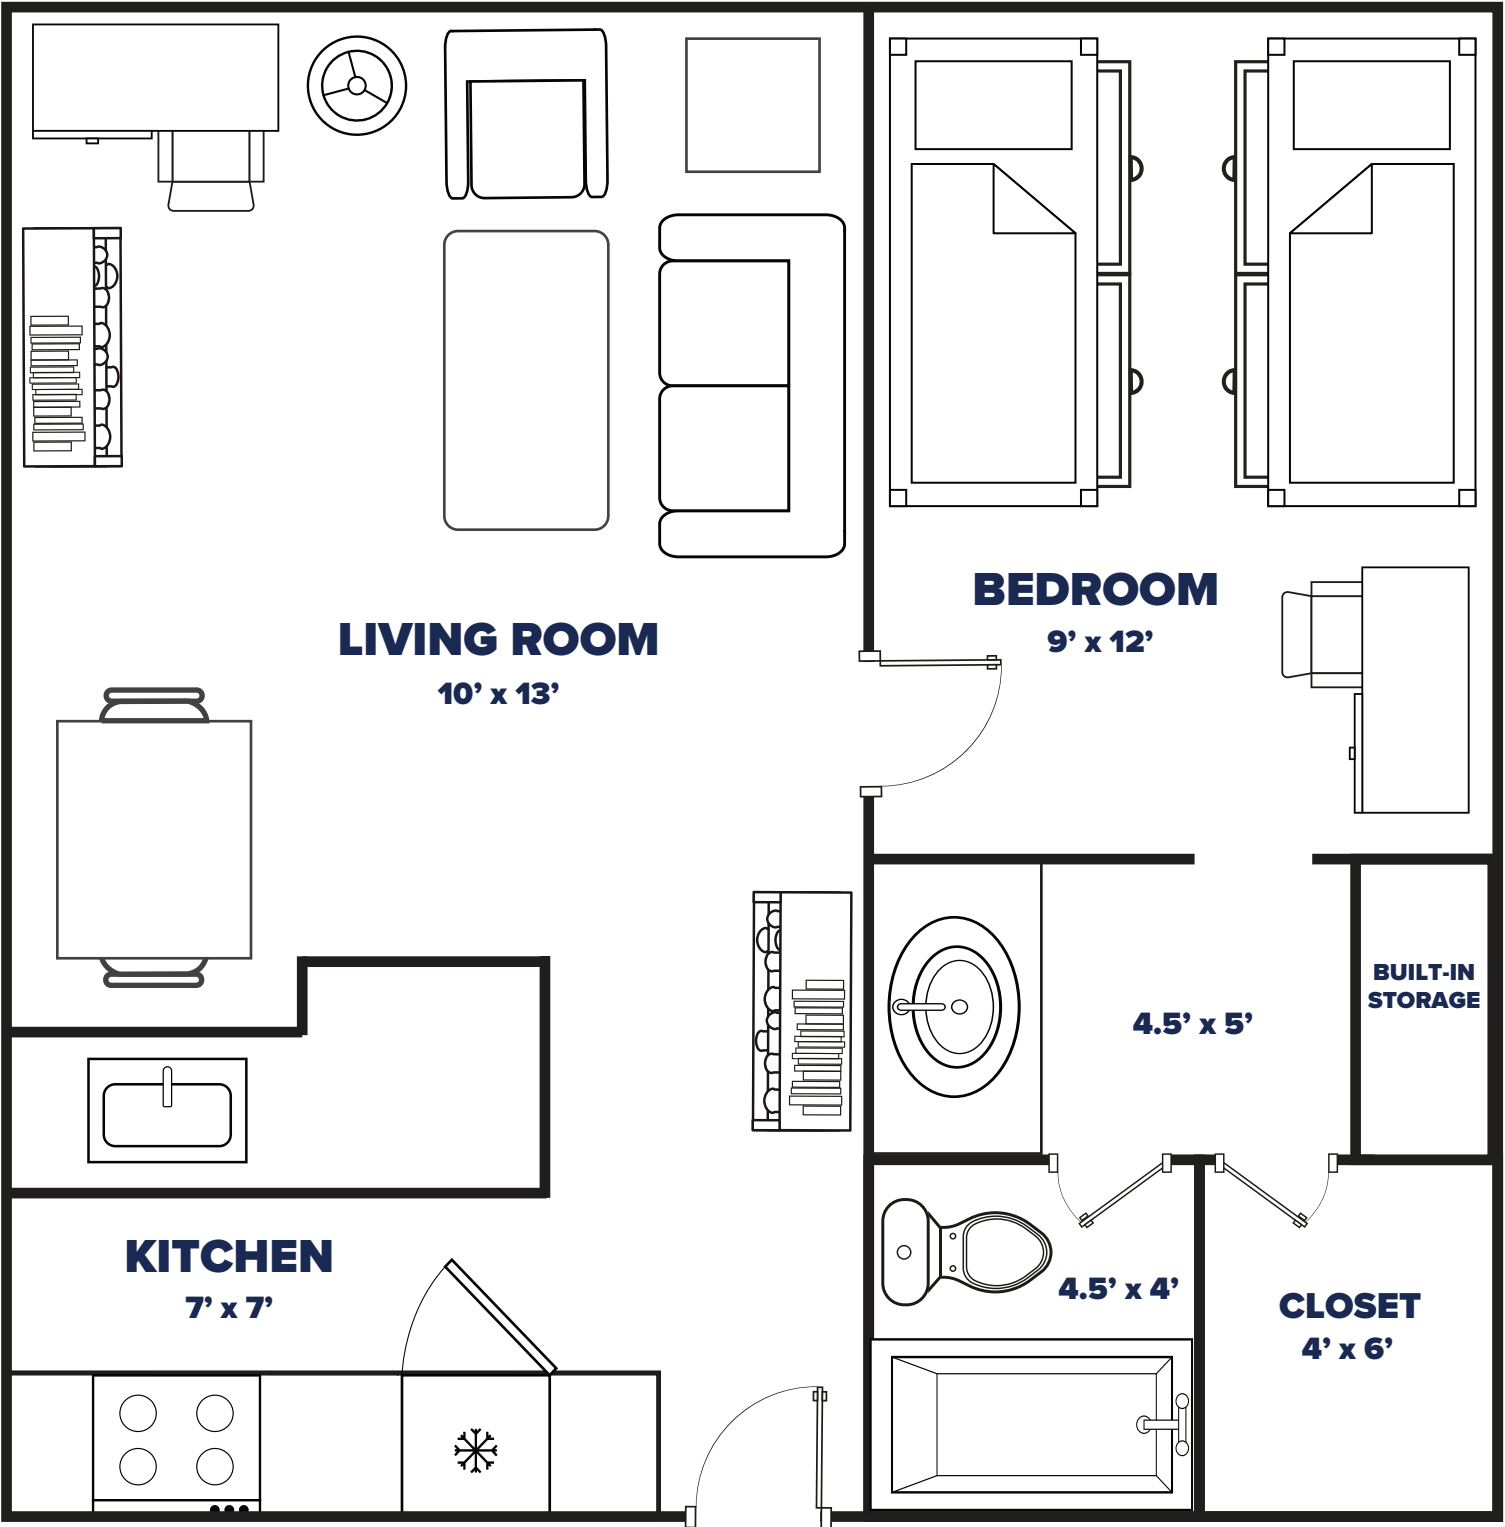 BEDROOM
9’ x 12’
LIVING ROOM
10’ x 13’
BUILT-IN
STORAGE
4.5’ x 5’
KITCHEN
7’ x 7’
4.5’ x 4’
CLOSET
4’ x 6’